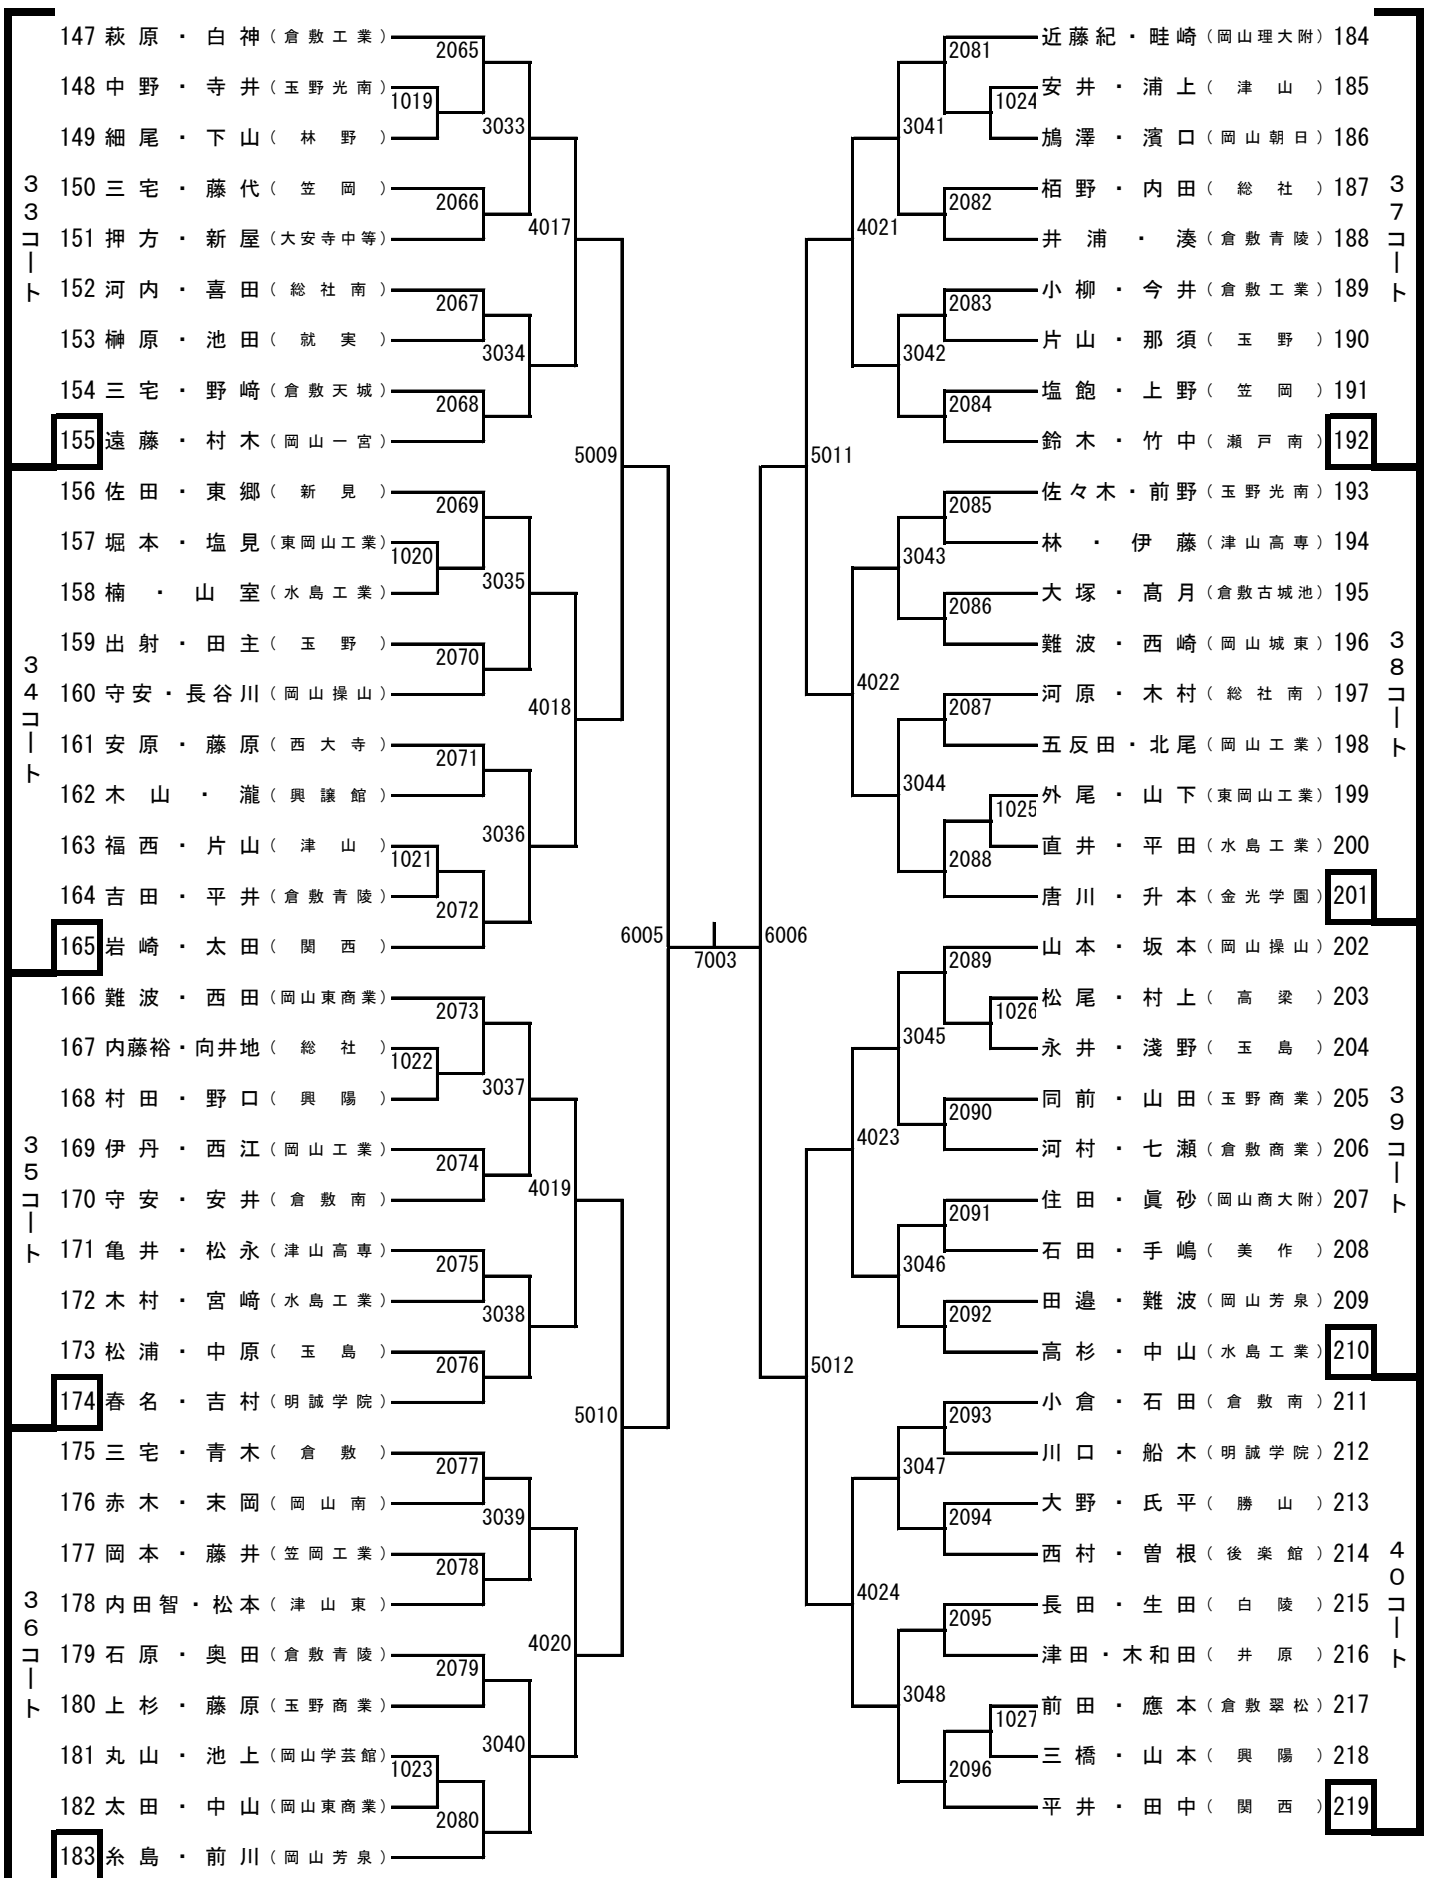 33コート
147 萩原・白神（倉敷工業）
148 中野・寺井（玉野光南）
149 細尾・下山（林野）
150 三宅・藤代（笠岡）
151 押方・新屋（大安寺中等）
152 河内・喜田（総社南）
153 榊原・池田（就実）
154 三宅・野﨑（倉敷天城）
155 遠藤・村木（岡山一宮）
34コート
156 佐田・東郷（新見）
157 堀本・塩見（東岡山工業）
158 楠・山室（水島工業）
159 出射・田主（玉野）
160 守安・長谷川（岡山操山）
161 安原・藤原（西大寺）
162 木山・瀧（興譲館）
163 福西・片山（津山）
164 吉田・平井（倉敷青陵）
165 岩崎・太田（関西）
35コート
166 難波・西田（岡山東商業）
167 内藤裕・向井地（総社）
168 村田・野口（興陽）
169 伊丹・西江（岡山工業）
170 守安・安井（倉敷南）
171 亀井・松永（津山高専）
172 木村・宮﨑（水島工業）
173 松浦・中原（玉島）
174 春名・吉村（明誠学院）
36コート
175 三宅・青木（倉敷）
176 赤木・末岡（岡山南）
177 岡本・藤井（笠岡工業）
178 内田智・松本（津山東）
179 石原・奥田（倉敷青陵）
180 上杉・藤原（玉野商業）
181 丸山・池上（岡山学芸館）
182 太田・中山（岡山東商業）
183 糸島・前川（岡山芳泉）
1019
1020
1021
1022
1023
2065
2066
2067
2068
2069
2070
2071
2072
2073
2074
2075
2076
2077
2078
2079
2080
3033
3034
3035
3036
3037
3038
3039
3040
4017
4018
4019
4020
5009
5010
6005
7003
6006
5011
5012
4021
4022
4023
4024
3041
3042
3043
3044
3045
3046
3047
3048
2081
2082
2083
2084
2085
2086
2087
2088
2089
2090
2091
2092
2093
2094
2095
2096
1024
1025
1026
1027
37コート
近藤紀・畦崎（岡山理大附）184
安井・浦上（津山）185
鴋澤・濱口（岡山朝日）186
栢野・内田（総社）187
井浦・湊（倉敷青陵）188
小柳・今井（倉敷工業）189
片山・那須（玉野）190
塩飽・上野（笠岡）191
鈴木・竹中（瀬戸南）192
38コート
佐々木・前野（玉野光南）193
林・伊藤（津山高専）194
大塚・髙月（倉敷古城池）195
難波・西崎（岡山城東）196
河原・木村（総社南）197
五反田・北尾（岡山工業）198
外尾・山下（東岡山工業）199
直井・平田（水島工業）200
唐川・升本（金光学園）201
39コート
山本・坂本（岡山操山）202
松尾・村上（高梁）203
永井・淺野（玉島）204
同前・山田（玉野商業）205
河村・七瀬（倉敷商業）206
住田・眞砂（岡山商大附）207
石田・手嶋（美作）208
田邉・難波（岡山芳泉）209
高杉・中山（水島工業）210
40コート
小倉・石田（倉敷南）211
川口・船木（明誠学院）212
大野・氏平（勝山）213
西村・曽根（後楽館）214
長田・生田（白陵）215
津田・木和田（井原）216
前田・應本（倉敷翠松）217
三橋・山本（興陽）218
平井・田中（関西）219